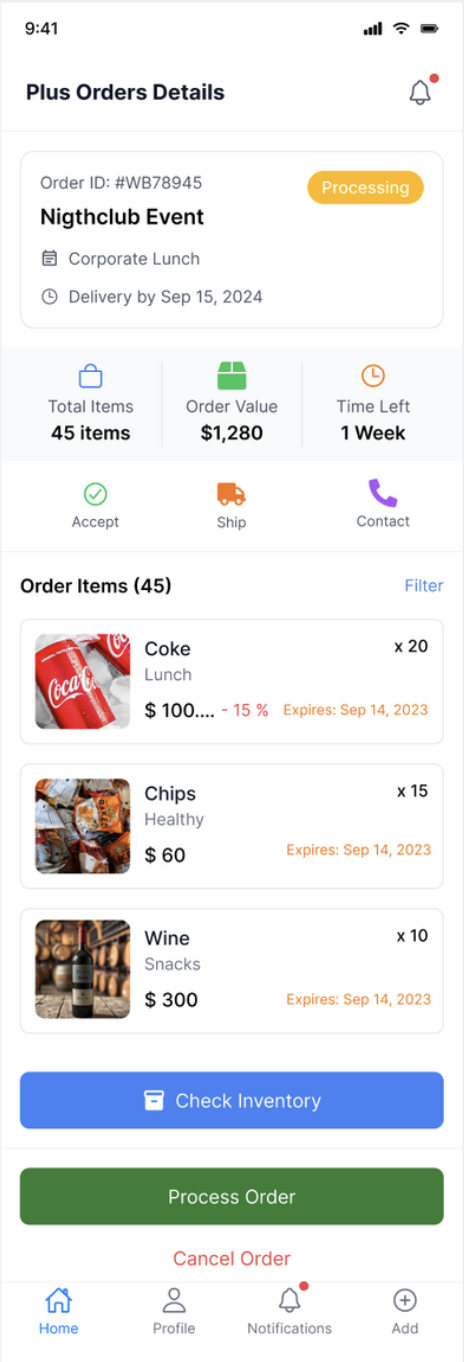 9:41
Plus Orders Details
Order ID: #WB78945
Processing
Nigthclub Event
Corporate Lunch
Delivery by Sep 15, 2024
Total Items
Order Value
Time Left
45 items
$1,280
1 Week
Accept
Ship
Contact
Order Items (45)
Filter
Coca-Cola
Coke
x 20
Lunch
$ 100.... - 15 %
Expires: Sep 14, 2023
BAKED
Chips
x 15
Healthy
$ 60
Expires: Sep 14, 2023
Wine
x 10
Snacks
$ 300
Expires: Sep 14, 2023
Check Inventory
Process Order
Cancel Order
Home
Profile
Notifications
Add